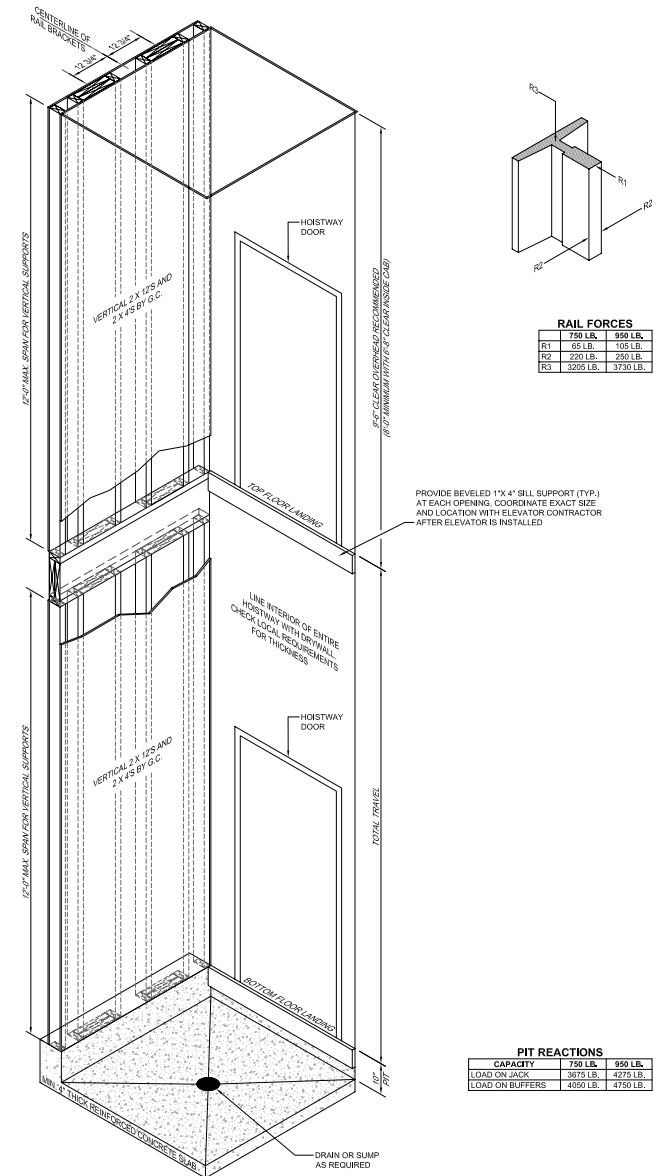 CENTERLINE OF
RAIL BRACKETS
12 3/4"
12 3/4"
12'-0" MAX. SPAN FOR VERTICAL SUPPORTS
VERTICAL 2 X 12'S AND
2 X 4'S BY G.C.
HOISTWAY
DOOR
9'-6" CLEAR OVERHEAD RECOMMENDED
(8'-0" MINIMUM WITH 6'-8" CLEAR INSIDE CAB)
TOP FLOOR LANDING
R3
R1
R2
R2
RAIL FORCES
750 LB. 950 LB.
R1 65 LB. 105 LB.
R2 220 LB. 250 LB.
R3 3205 LB. 3730 LB.
PROVIDE BEVELED 1"X 4" SILL SUPPORT (TYP.)
AT EACH OPENING, COORDINATE EXACT SIZE
AND LOCATION WITH ELEVATOR CONTRACTOR
AFTER ELEVATOR IS INSTALLED
LINE INTERIOR OF ENTIRE
HOISTWAY WITH DRYWALL
CHECK LOCAL REQUIREMENTS
FOR THICKNESS
12'-0" MAX. SPAN FOR VERTICAL SUPPORTS
VERTICAL 2 X 12'S AND
2 X 4'S BY G.C.
HOISTWAY
DOOR
TOTAL TRAVEL
BOTTOM FLOOR LANDING
10"
PIT
MIN. 4" THICK REINFORCED CONCRETE SLAB
DRAIN OR SUMP
AS REQUIRED
PIT REACTIONS
CAPACITY 750 LB. 950 LB.
LOAD ON JACK 3675 LB. 4275 LB.
LOAD ON BUFFERS 4050 LB. 4750 LB.